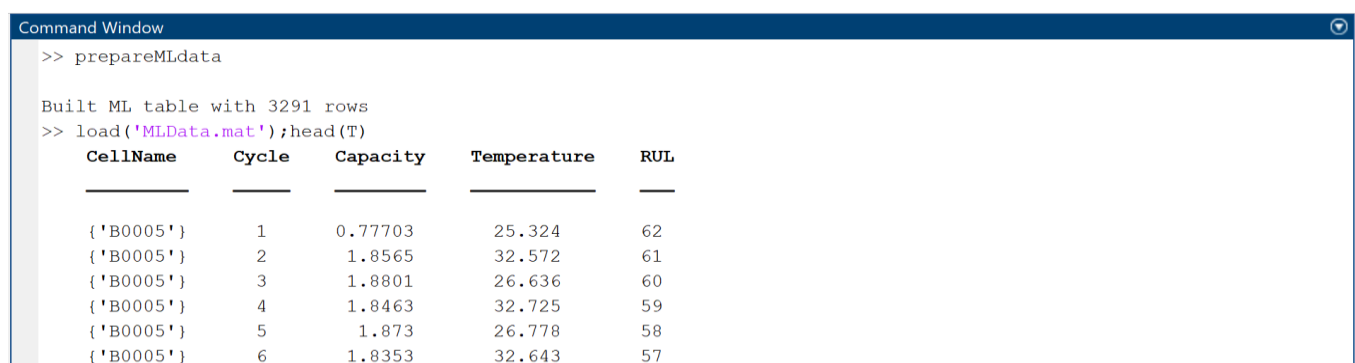 Command Window
>> prepareMLdata
Built ML table with 3291 rows
>> load('MLData.mat');head(T)
CellName Cycle Capacity Temperature RUL
{'B0005'} 1 0.77703 25.324 62
{'B0005'} 2 1.8565 32.572 61
{'B0005'} 3 1.8801 26.636 60
{'B0005'} 4 1.8463 32.725 59
{'B0005'} 5 1.873 26.778 58
{'B0005'} 6 1.8353 32.643 57